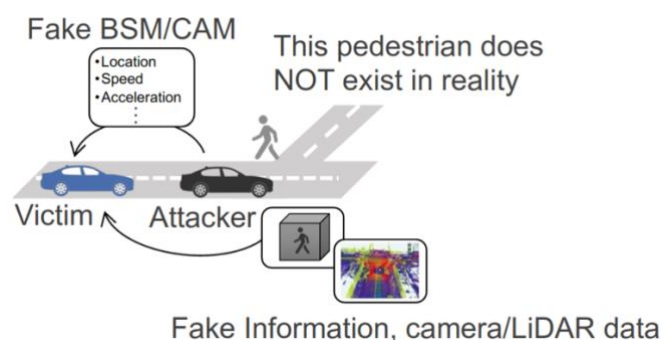 Fake BSM/CAM
•Location
•Speed
•Acceleration
This pedestrian does
NOT exist in reality
Victim
Attacker
Fake Information, camera/LiDAR data